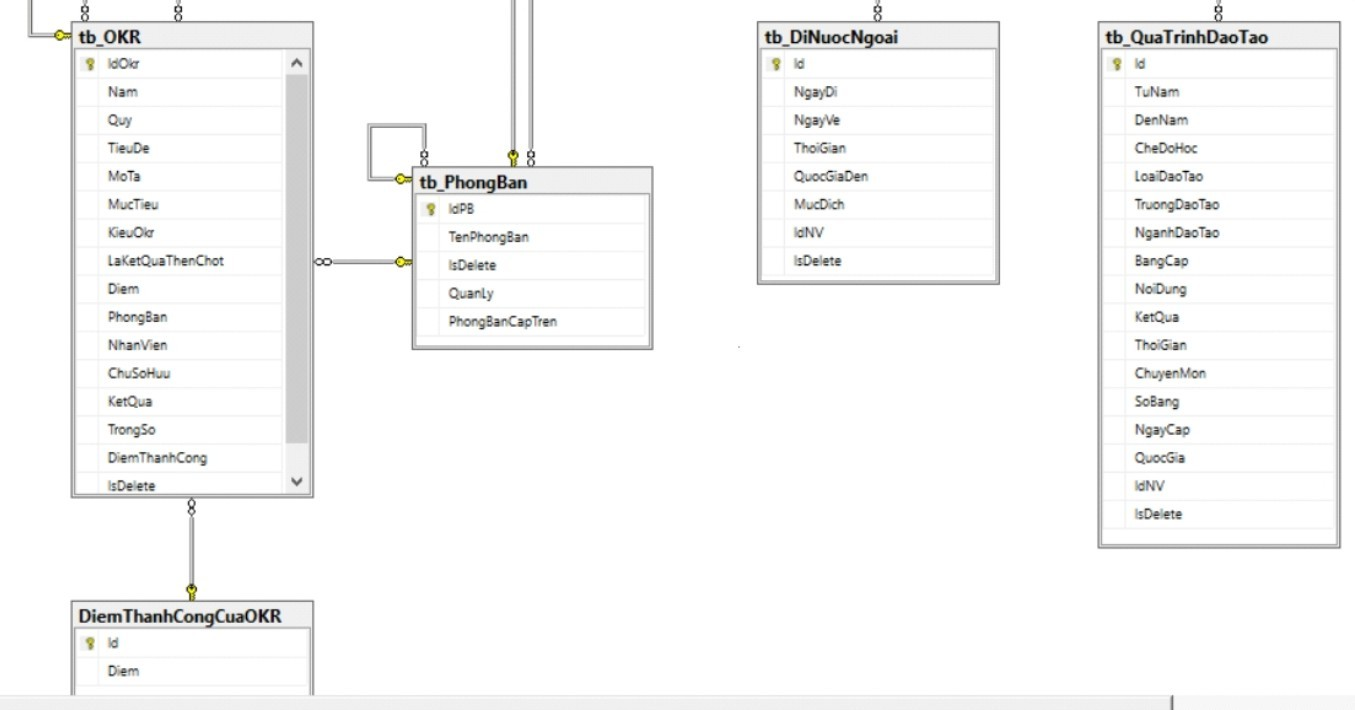 tb_OKR
IdOkr
Nam
Quy
TieuDe
MoTa
MucTieu
KieuOkr
LaKetQuaThenChot
Diem
PhongBan
NhanVien
ChuSoHuu
KetQua
TrongSo
DiemThanhCong
IsDelete
tb_PhongBan
IdPB
TenPhongBan
IsDelete
QuanLy
PhongBanCapTren
tb_DiNuocNgoai
Id
NgayDi
NgayVe
ThoiGian
QuocGiaDen
MucDich
IdNV
IsDelete
tb_QuaTrinhDaoTao
Id
TuNam
DenNam
CheDoHoc
LoaiDaoTao
TruongDaoTao
NganhDaoTao
BangCap
NoiDung
KetQua
ThoiGian
ChuyenMon
SoBang
NgayCap
QuocGia
IdNV
IsDelete
DiemThanhCongCuaOKR
Id
Diem